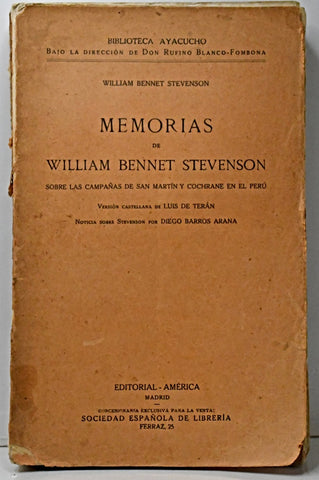 BIBLIOTECA AYACUCHO
BAJO LA DIRECCIÓN DE DON RUFINO BLANCO-FOMBONA
WILLIAM BENNET STEVENSON
MEMORIAS
DE
WILLIAM BENNET STEVENSON
SOBRE LAS CAMPAÑAS DE SAN MARTÍN Y COCHRANE EN EL PERÚ
VERSIÓN CASTELLANA DE LUIS DE TERÁN
NOTICIA SOBRE STEVENSON POR DIEGO BARROS ARANA
EDITORIAL-AMÉRICA
MADRID
CONCESIONARIA EXCLUSIVA PARA LA VENTA:
SOCIEDAD ESPAÑOLA DE LIBRERÍA
FERRAZ, 25